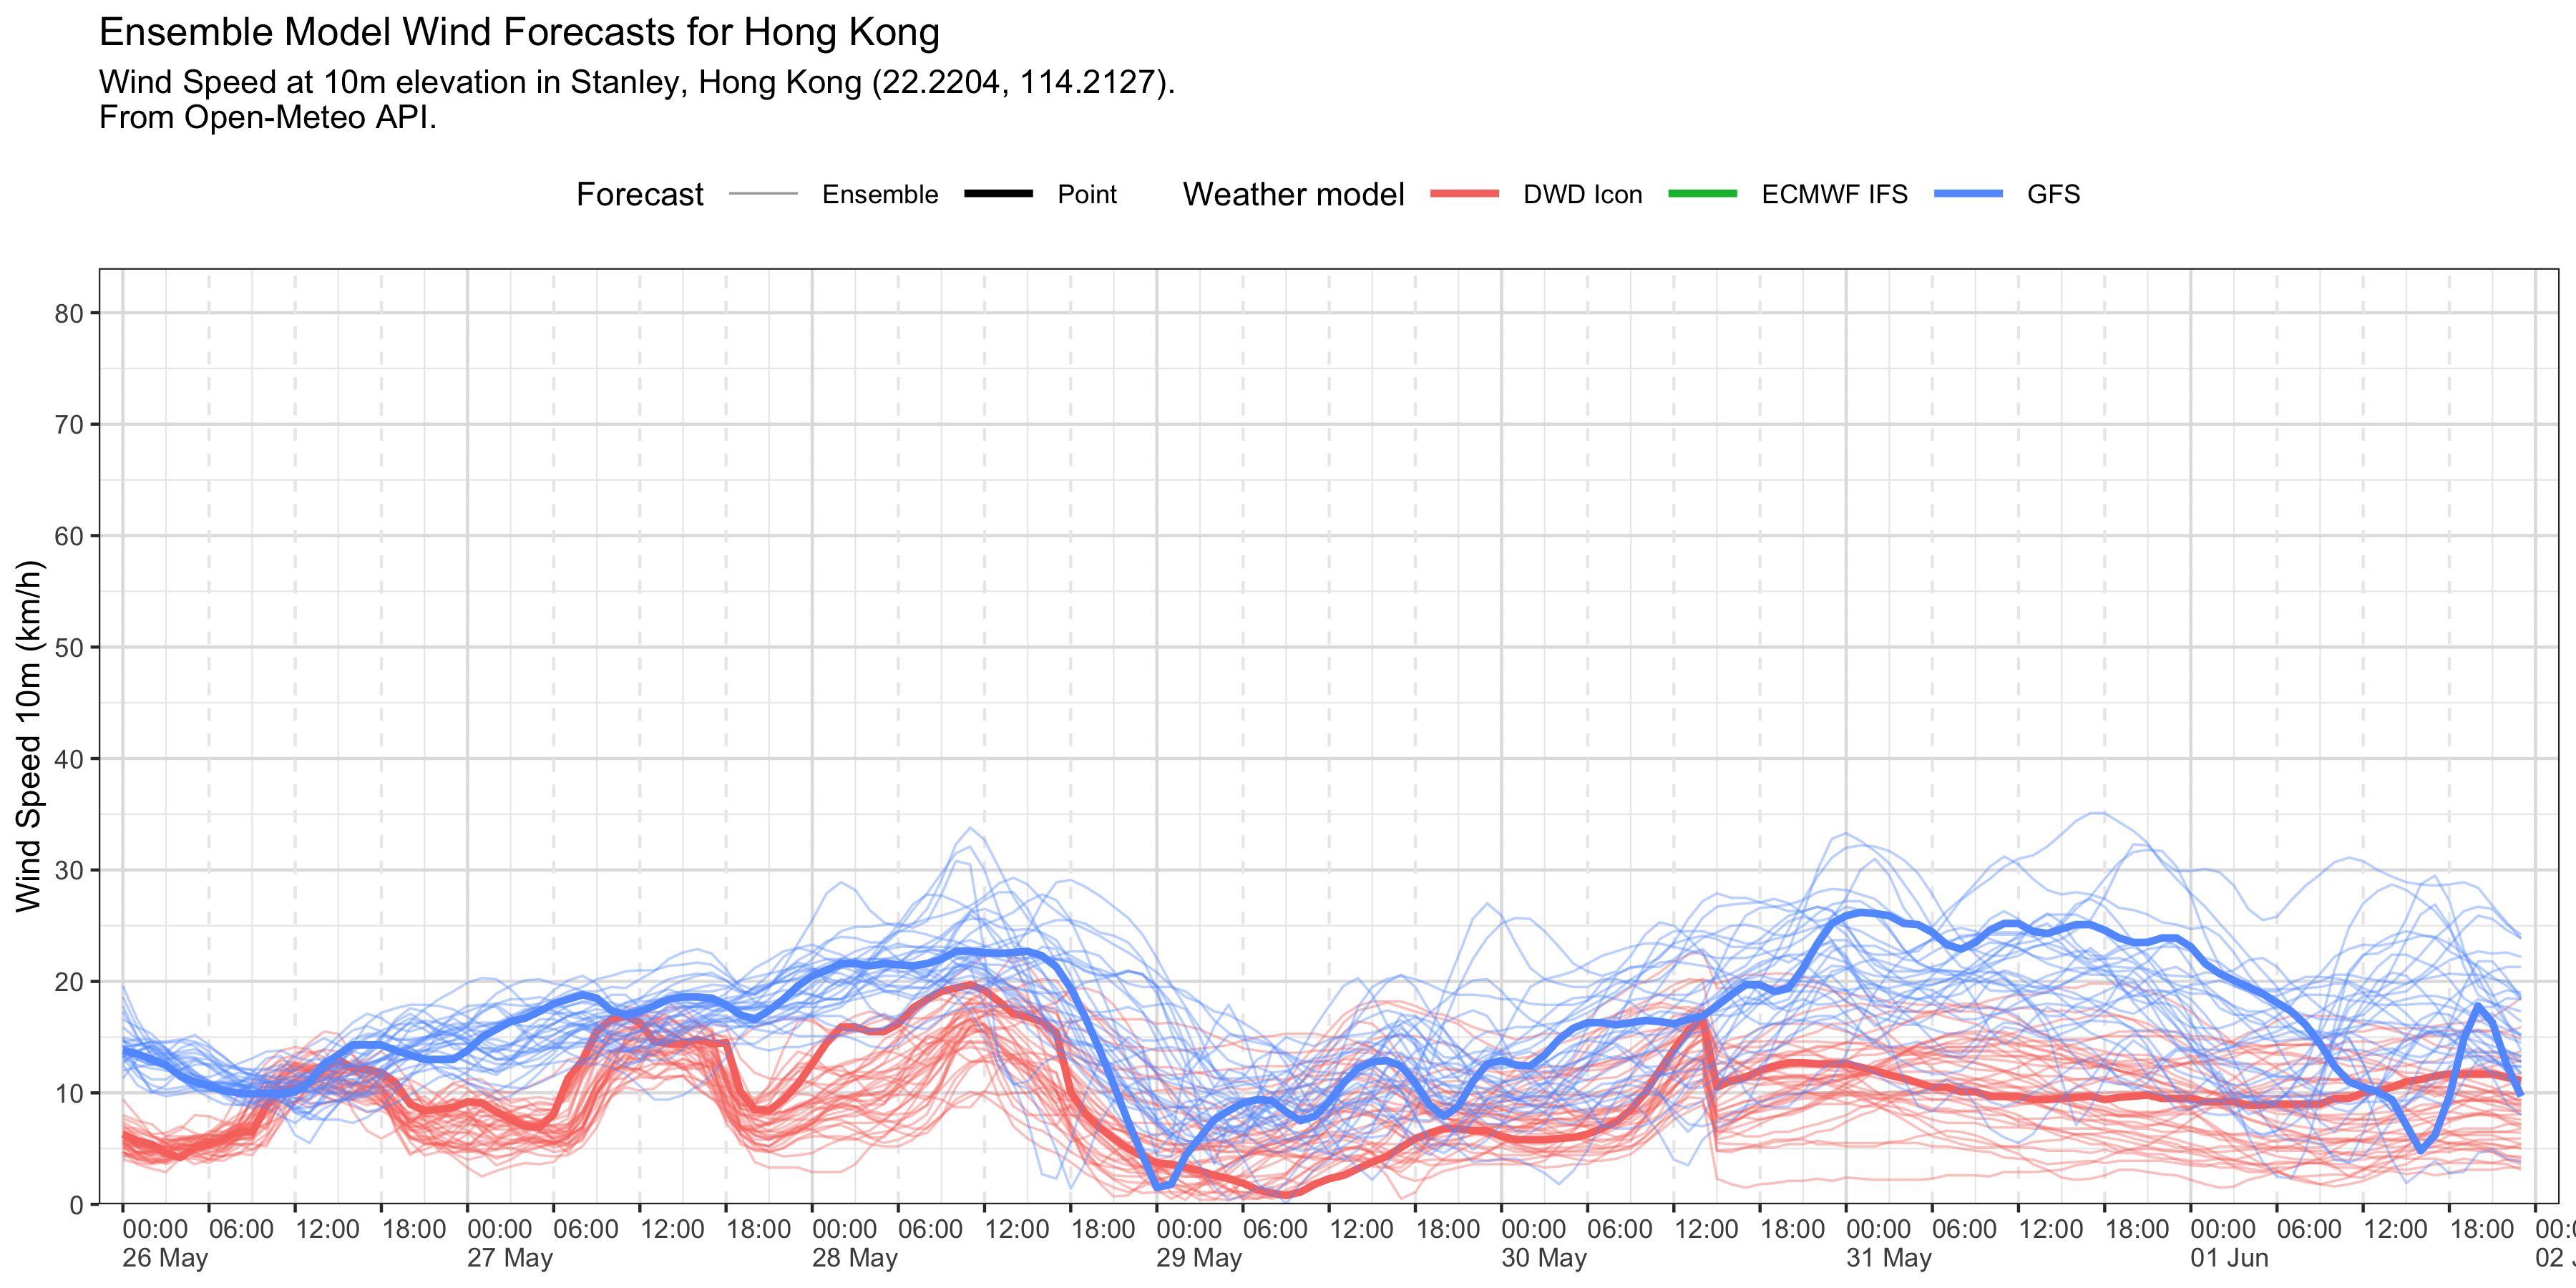 Ensemble Model Wind Forecasts for Hong Kong
Wind Speed at 10m elevation in Stanley, Hong Kong (22.2204, 114.2127).
From Open-Meteo API.
Forecast Ensemble Point Weather model DWD Icon ECMWF IFS GFS
Wind Speed 10m (km/h)
80
70
60
50
40
30
20
10
0
00:00 06:00 12:00 18:00 00:00 06:00 12:00 18:00 00:00 06:00 12:00 18:00 00:00 06:00 12:00 18:00 00:00 06:00 12:00 18:00 00:00 06:00 12:00 18:00 00:00 06:00 12:00 18:00
26 May 27 May 28 May 29 May 30 May 31 May 01 Jun 02